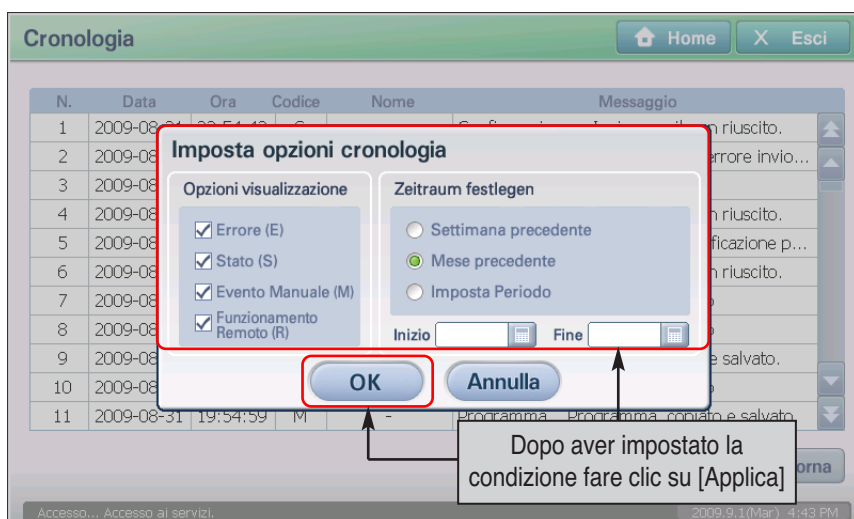 Cronologia
Home
X Esci
N. Data Ora Codice Nome Messaggio
1 2009-08-31 riuscito.
2 2009-08 errore invio...
3 2009-08
4 2009-08 riuscito.
5 2009-08 ficazione p...
6 2009-08 riuscito.
7 2009-08
8 2009-08
9 2009-08 e salvato.
10 2009-08
11 2009-08-31 19:54:59 M - Programma... Programma copiato e salvato
Imposta opzioni cronologia
Opzioni visualizzazione
Errore (E)
Stato (S)
Evento Manuale (M)
Funzionamento
Remoto (R)
Zeitraum festlegen
Settimana precedente
Mese precedente
Imposta Periodo
Inizio
Fine
OK
Annulla
Dopo aver impostato la
condizione fare clic su [Applica]
orna
Accesso... Accesso ai servizi.
2009.9.1(Mar) 4:43 PM